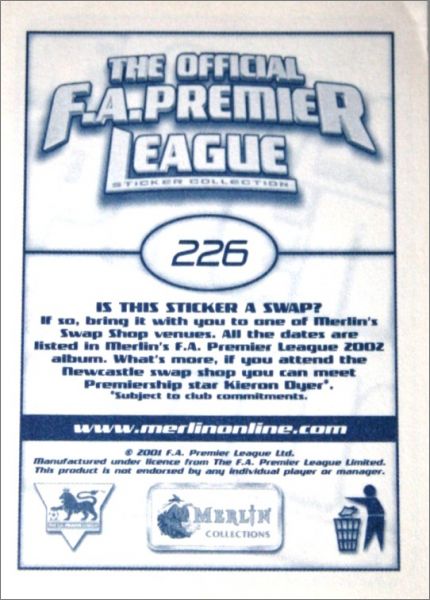 THE OFFICIAL
F.A. PREMIER
LEAGUE
STICKER COLLECTION
226
IS THIS STICKER A SWAP?
If so, bring it with you to one of Merlin's
Swap Shop venues. All the dates are
listed in Merlin's F.A. Premier League 2002
album. What's more, if you attend the
Newcastle swap shop you can meet
Premiership star Kieron Dyer*.
*Subject to club commitments.
www.merlinonline.com
© 2001 F.A. Premier League Ltd.
Manufactured under licence from The F.A. Premier League Limited.
This product is not endorsed by any individual player or manager.
MERLIN
COLLECTIONS